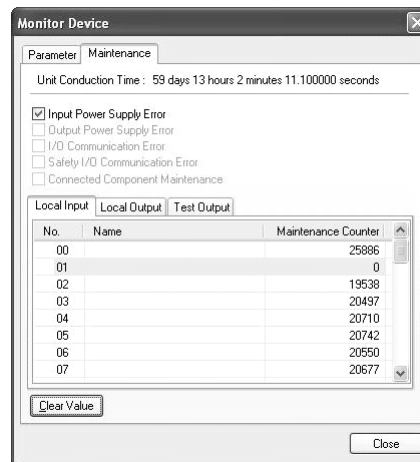 Monitor Device
Parameter Maintenance
Unit Conduction Time : 59 days 13 hours 2 minutes 11.100000 seconds
Input Power Supply Error
Output Power Supply Error
I/O Communication Error
Safety I/O Communication Error
Connected Component Maintenance
Local Input Local Output Test Output
No. Name Maintenance Counter
00 25886
01 0
02 19538
03 20497
04 20710
05 20742
06 20550
07 20677
Clear Value
Close